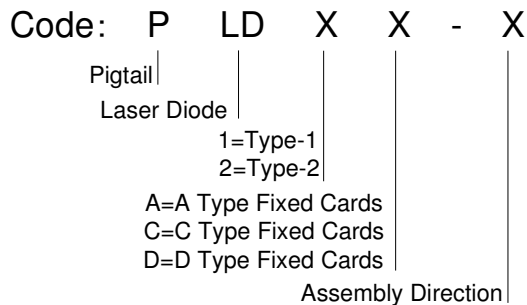 Code: P LD X X - X
Pigtail
Laser Diode
1=Type-1
2=Type-2
A=A Type Fixed Cards
C=C Type Fixed Cards
D=D Type Fixed Cards
Assembly Direction